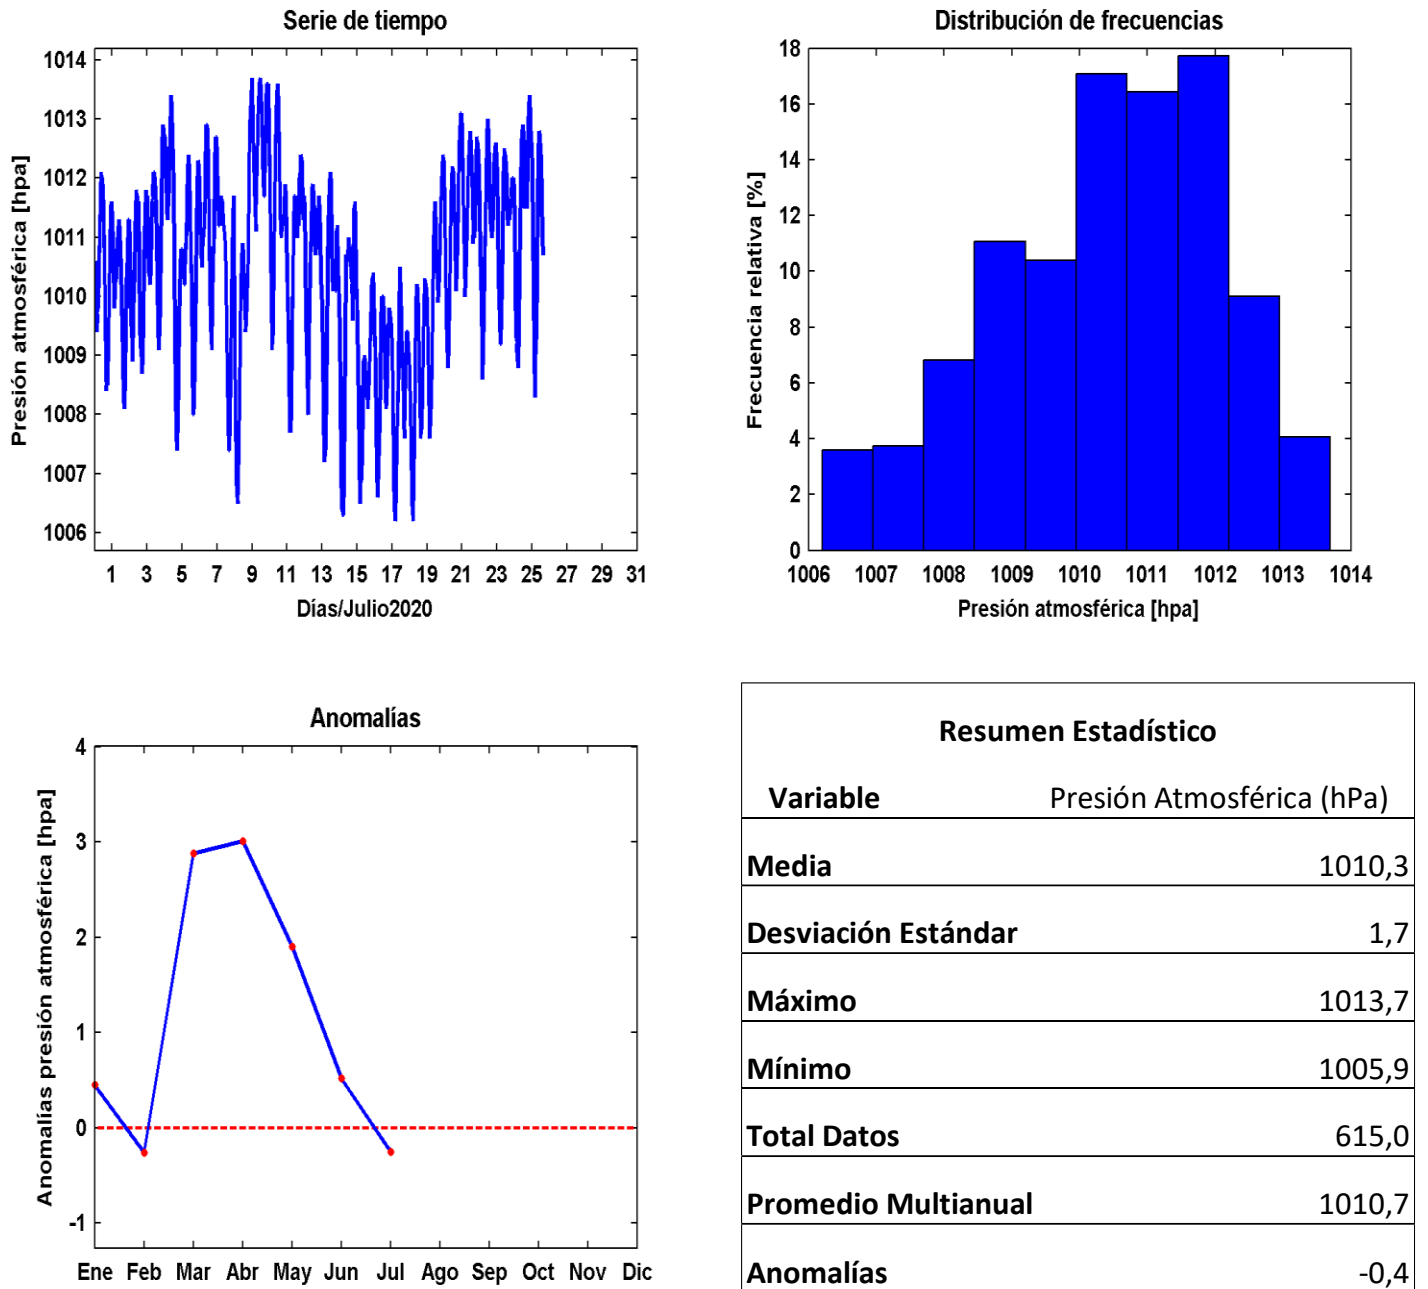 Serie de tiempo
Presión atmosférica [hpa]
1014
1013
1012
1011
1010
1009
1008
1007
1006
1 3 5 7 9 11 13 15 17 19 21 23 25 27 29 31
Días/Julio2020
Distribución de frecuencias
Frecuencia relativa [%]
18
16
14
12
10
8
6
4
2
0
1006 1007 1008 1009 1010 1011 1012 1013 1014
Presión atmosférica [hpa]
Anomalías
Anomalías presión atmosférica [hpa]
4
3
2
1
0
-1
Ene Feb Mar Abr May Jun Jul Ago Sep Oct Nov Dic
Resumen Estadístico
Variable Presión Atmosférica (hPa)
Media 1010,3
Desviación Estándar 1,7
Máximo 1013,7
Mínimo 1005,9
Total Datos 615,0
Promedio Multianual 1010,7
Anomalías -0,4